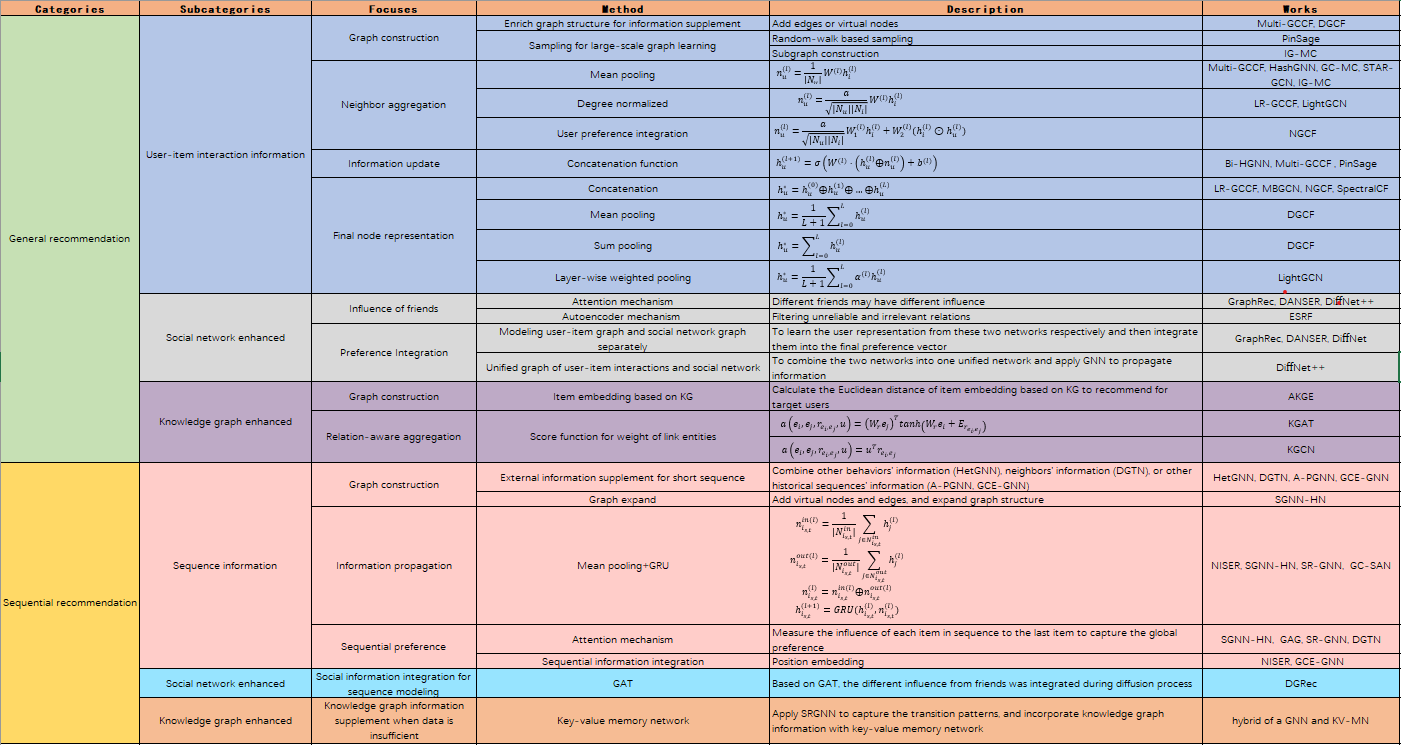 Categories Subcategories Focuses Method Description Works
General recommendation
User-item interaction information
Graph construction
Enrich graph structure for information supplement
Add edges or virtual nodes
Multi-GCCF, DGCF
Sampling for large-scale graph learning
Random-walk based sampling
PinSage
Subgraph construction
IG-MC
Neighbor aggregation
Mean pooling
n_u^{(l)} = \frac{1}{|N_u|} W^{(l)} h_i^{(l)}
Multi-GCCF, HashGNN, GC-MC, STAR-
GCN, IG-MC
Degree normalized
n_u^{(l)} = \frac{a}{\sqrt{|N_u||N_i|}} W^{(l)} h_i^{(l)}
LR-GCCF, LightGCN
User preference integration
n_u^{(l)} = \frac{a}{\sqrt{|N_u||N_i|}} W_1^{(l)} h_i^{(l)} + W_2^{(l)} (h_i^{(l)} ⊙ h_u^{(l)})
NGCF
Information update
Concatenation function
h_u^{(l+1)} = σ(W^{(l)} · (h_u^{(l)} ⊕ n_u^{(l)}) + b^{(l)})
Bi-HGNN, Multi-GCCF , PinSage
Final node representation
Concatenation
h_u^* = h_u^{(0)} ⊕ h_u^{(1)} ⊕ ... ⊕ h_u^{(L)}
LR-GCCF, MBGCN, NGCF, SpectralCF
Mean pooling
h_u^* = \frac{1}{L+1} \sum_{l=0}^{L} h_u^{(l)}
DGCF
Sum pooling
h_u^* = \sum_{l=0}^{L} h_u^{(l)}
DGCF
Layer-wise weighted pooling
h_u^* = \frac{1}{L+1} \sum_{l=0}^{L} α^{(l)} h_u^{(l)}
LightGCN
Social network enhanced
Influence of friends
Attention mechanism
Different friends may have different influence
GraphRec, DANSER, DiffNet++
Autoencoder mechanism
Filtering unreliable and irrelevant relations
ESRF
Preference Integration
Modeling user-item graph and social network graph
separately
To learn the user representation from these two networks respectively and then integrate
them into the final preference vector
GraphRec, DANSER, DiffNet
Unified graph of user-item interactions and social network
To combine the two networks into one unified network and apply GNN to propagate
information
DiffNet++
Knowledge graph enhanced
Graph construction
Item embedding based on KG
Calculate the Euclidean distance of item embedding based on KG to recommend for
target users
AKGE
Relation-aware aggregation
Score function for weight of link entities
a(e_i, e_j, r_{e_i,e_j}, u) = (W_r e_j)^T tanh(W_r e_i + E_{r_{e_i,e_j}})
KGAT
a(e_i, e_j, r_{e_i,e_j}, u) = u^T r_{e_i,e_j}
KGCN
Sequential recommendation
Sequence information
Graph construction
External information supplement for short sequence
Combine other behaviors' information (HetGNN), neighbors' information (DGTN), or other
historical sequences' information (A-PGNN, GCE-GNN)
HetGNN, DGTN, A-PGNN, GCE-GNN
Graph expand
Add virtual nodes and edges, and expand graph structure
SGNN-HN
Information propagation
Mean pooling+GRU
n_{i_{s,t}}^{in(l)} = \frac{1}{|N_{i_{s,t}}^{in}|} \sum_{j∈N_{i_{s,t}}^{in}} h_j^{(l)}
n_{i_{s,t}}^{out(l)} = \frac{1}{|N_{i_{s,t}}^{out}|} \sum_{j∈N_{i_{s,t}}^{out}} h_j^{(l)}
n_{i_{s,t}}^{(l)} = n_{i_{s,t}}^{in(l)} ⊕ n_{i_{s,t}}^{out(l)}
h_{i_{s,t}}^{(l+1)} = GRU(h_{i_{s,t}}^{(l)}, n_{i_{s,t}}^{(l)})
NISER, SGNN-HN, SR-GNN, GC-SAN
Sequential preference
Attention mechanism
Measure the influence of each item in sequence to the last item to capture the global
preference
SGNN-HN, GAG, SR-GNN, DGTN
Sequential information integration
Position embedding
NISER, GCE-GNN
Social network enhanced
Social information integration for
sequence modeling
GAT
Based on GAT, the different influence from friends was integrated during diffusion process
DGRec
Knowledge graph enhanced
Knowledge graph information
supplement when data is
insufficient
Key-value memory network
Apply SRGNN to capture the transition patterns, and incorporate knowledge graph
information with key-value memory network
hybrid of a GNN and KV-MN